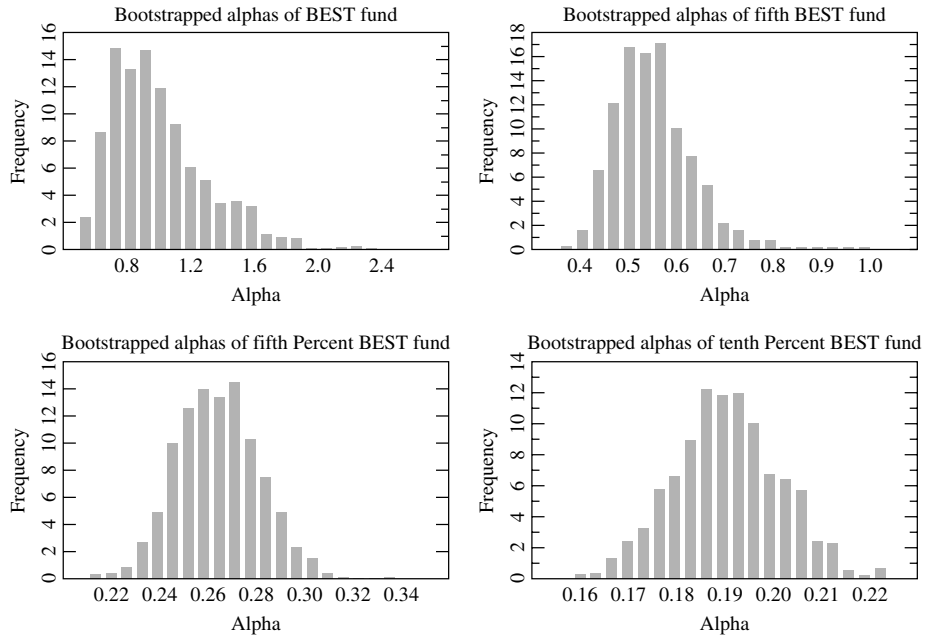 Bootstrapped alphas of BEST fund
Frequency
0 2 4 6 8 10 12 14 16
0.8 1.2 1.6 2.0 2.4
Alpha
Bootstrapped alphas of fifth BEST fund
Frequency
0 2 4 6 8 10 12 14 16 18
0.4 0.5 0.6 0.7 0.8 0.9 1.0
Alpha
Bootstrapped alphas of fifth Percent BEST fund
Frequency
0 2 4 6 8 10 12 14 16
0.22 0.24 0.26 0.28 0.30 0.32 0.34
Alpha
Bootstrapped alphas of tenth Percent BEST fund
Frequency
0 2 4 6 8 10 12 14
0.16 0.17 0.18 0.19 0.20 0.21 0.22
Alpha